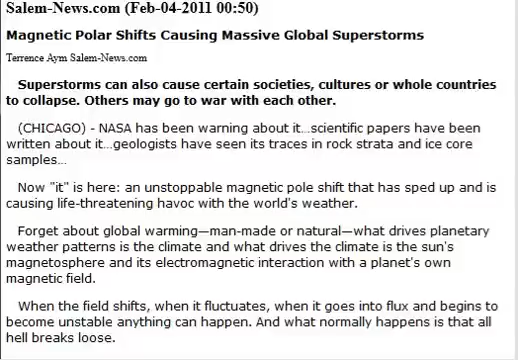 Salem-News.com (Feb-04-2011 00:50)
Magnetic Polar Shifts Causing Massive Global Superstorms
Terrence Aym Salem-News.com
Superstorms can also cause certain societies, cultures or whole countries
to collapse. Others may go to war with each other.
(CHICAGO) - NASA has been warning about it…scientific papers have been
written about it…geologists have seen its traces in rock strata and ice core
samples…
Now "it" is here: an unstoppable magnetic pole shift that has sped up and is
causing life-threatening havoc with the world's weather.
Forget about global warming—man-made or natural—what drives planetary
weather patterns is the climate and what drives the climate is the sun's
magnetosphere and its electromagnetic interaction with a planet's own
magnetic field.
When the field shifts, when it fluctuates, when it goes into flux and begins to
become unstable anything can happen. And what normally happens is that all
hell breaks loose.